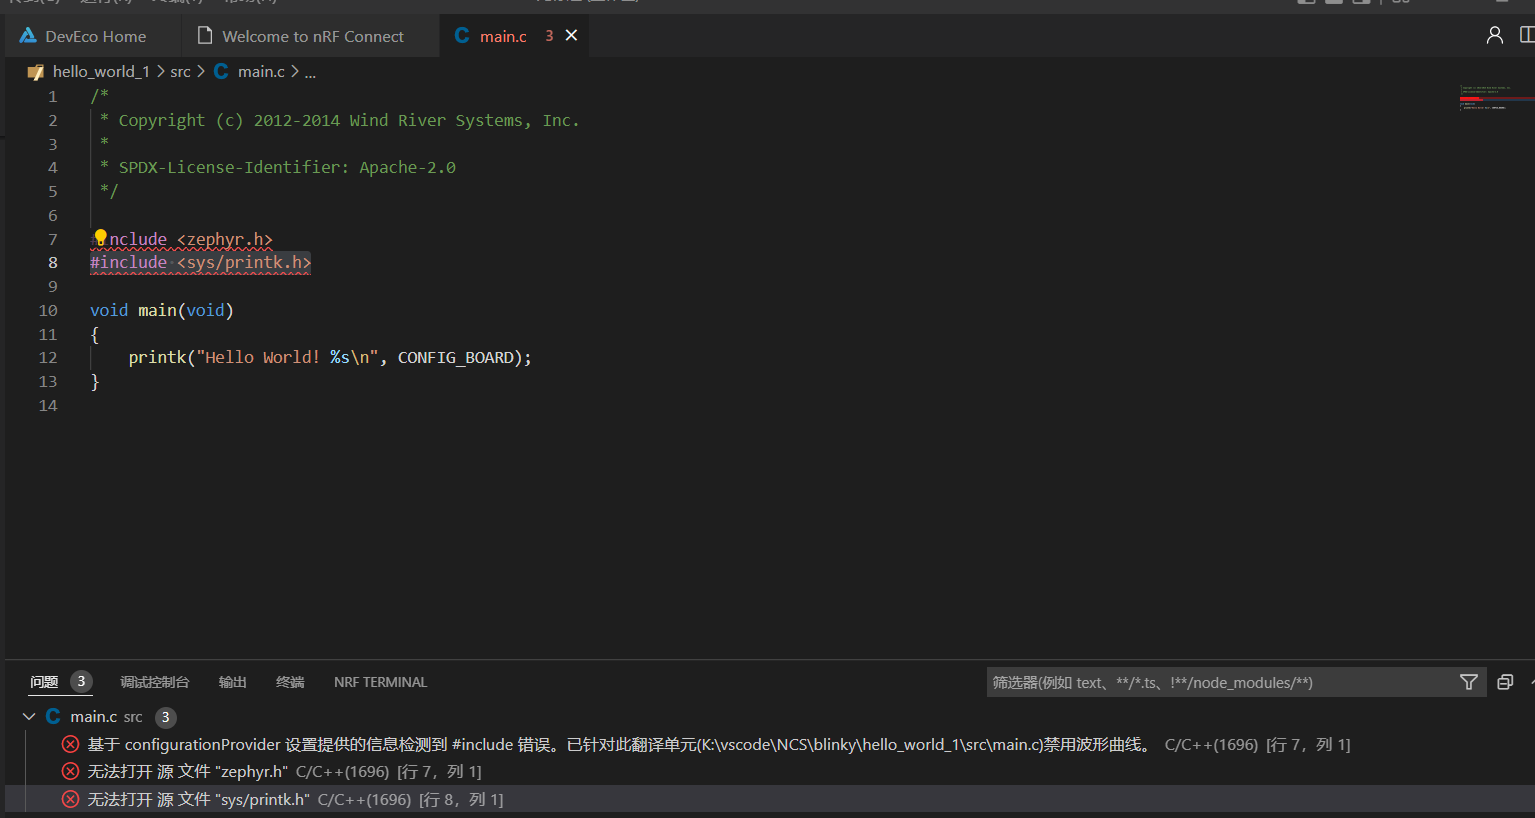 DevEco Home Welcome to nRF Connect main.c 3
hello_world_1 > src > main.c > ...
1 /*
2 * Copyright (c) 2012-2014 Wind River Systems, Inc.
3 *
4 * SPDX-License-Identifier: Apache-2.0
5 */
6
7 #include <zephyr.h>
8 #include <sys/printk.h>
9
10 void main(void)
11 {
12 printk("Hello World! %s\n", CONFIG_BOARD);
13 }
14
问题 3 调试控制台 输出 终端 NRF TERMINAL 筛选器(例如 text、**/*.ts、!**/node_modules/**)
main.c src 3
基于 configurationProvider 设置提供的信息检测到 #include 错误。已针对此翻译单元(K:\vscode\NCS\blinky\hello_world_1\src\main.c)禁用波形曲线。 C/C++(1696) [行 7，列 1]
无法打开 源 文件 "zephyr.h" C/C++(1696) [行 7，列 1]
无法打开 源 文件 "sys/printk.h" C/C++(1696) [行 8，列 1]